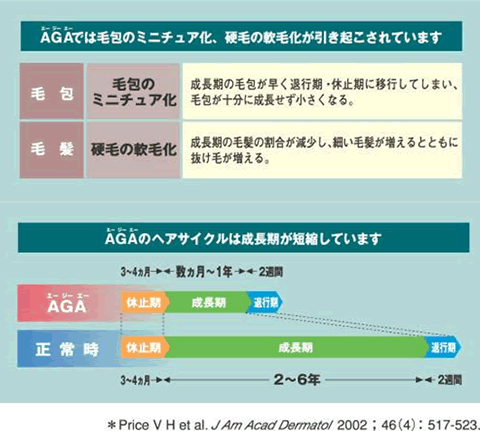 エー ジー エー
AGAでは毛包のミニチュア化、硬毛の軟毛化が引き起こされています
毛 包
毛包の
ミニチュア化
成長期の毛包が早く退行期・休止期に移行してしまい、
毛包が十分に成長せず小さくなる。
毛 髪
硬毛の軟毛化
成長期の毛髪の割合が減少し、細い毛髪が増えるとともに
抜け毛が増える。
エー ジー エー
AGAのヘアサイクルは成長期が短縮しています
3~4ヵ月 数ヵ月~1年 2週間
エー ジー エー
AGA
休止期 成長期 退行期
正 常 時
休止期 成長期 退行期
3~4ヵ月 2~6年 2週間
*Price V H et al. J Am Acad Dermatol 2002;46(4):517-523.